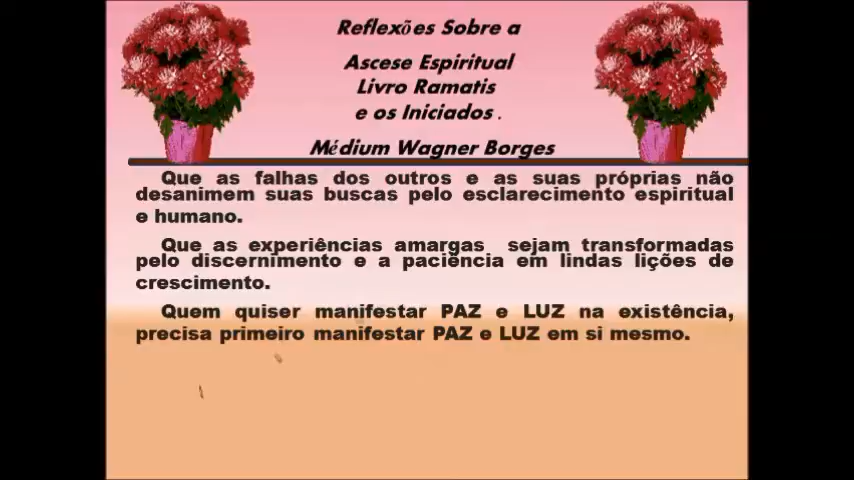 Reflexões Sobre a
Ascese Espiritual
Livro Ramatis
e os Iniciados .
Médium Wagner Borges
Que as falhas dos outros e as suas próprias não
desanimem suas buscas pelo esclarecimento espiritual
e humano.
Que as experiências amargas sejam transformadas
pelo discernimento e a paciência em lindas lições de
crescimento.
Quem quiser manifestar PAZ e LUZ na existência,
precisa primeiro manifestar PAZ e LUZ em si mesmo.